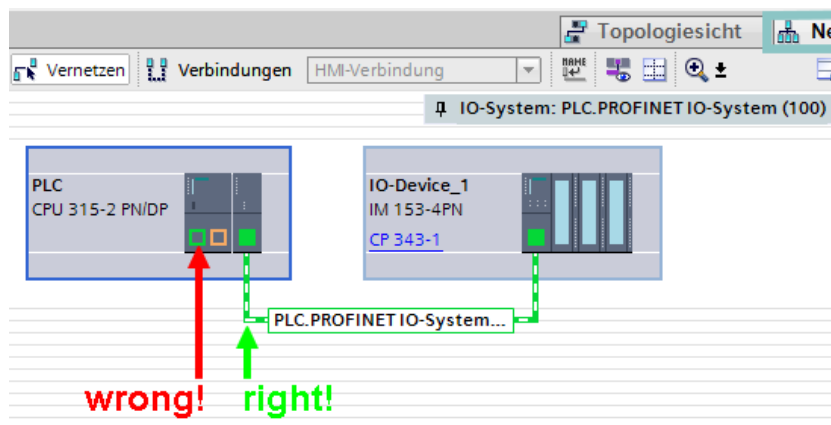 Topologiesicht
Vernetzen Verbindungen HMI-Verbindung NAME
IO-System: PLC.PROFINET IO-System (100)
PLC
CPU 315-2 PN/DP
IO-Device_1
IM 153-4PN
CP 343-1
PLC.PROFINET IO-System...
wrong! right!